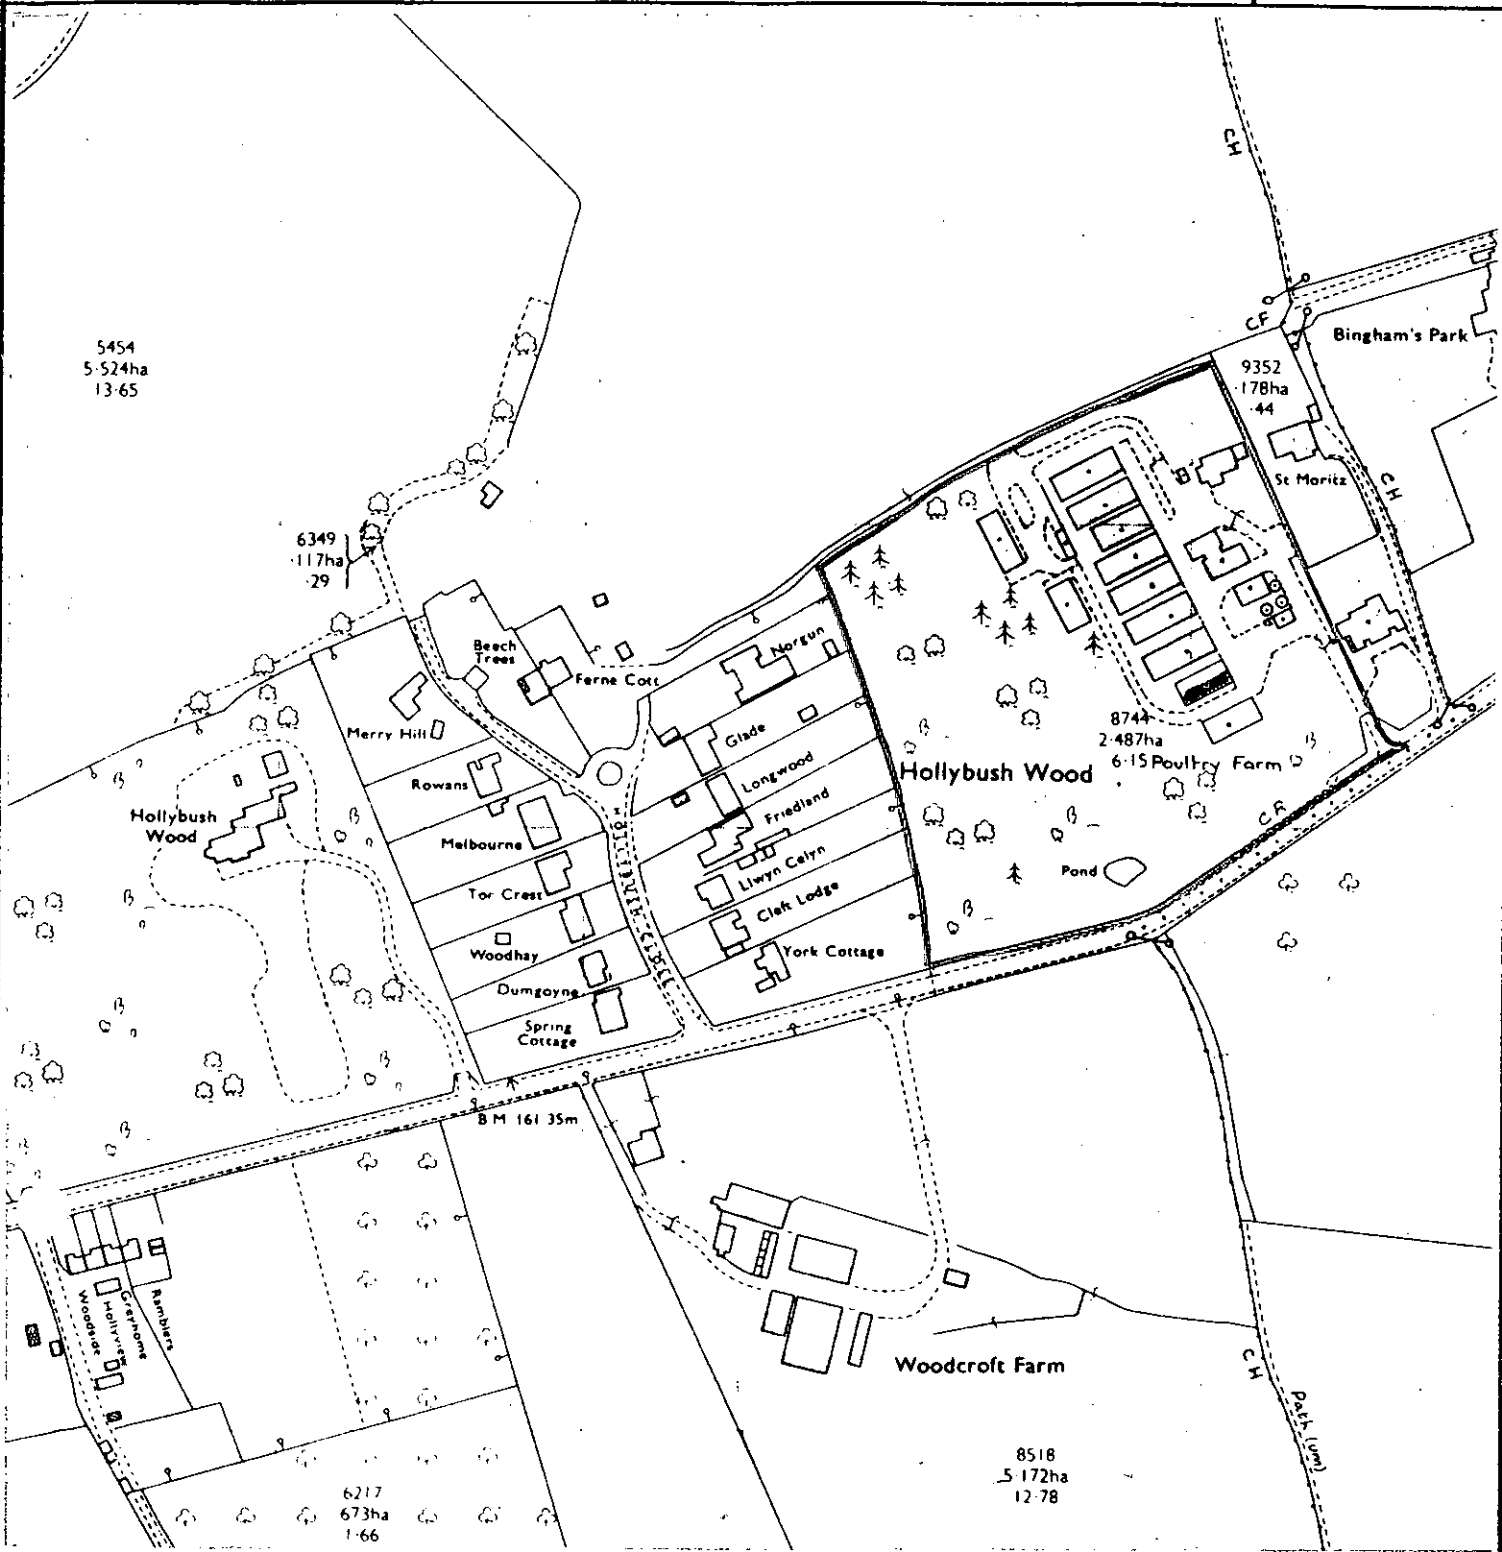 CH
CF
Bingham's Park
5454
5·524ha
13·65
9352
·178ha
·44
St Moritz
CH
6349
·117ha
·29
Beech
Trees
Ferne Cott
Norgun
Merry Hill
Glade
8744
2·487ha
6·15 Poultry Farm
Hollybush Wood
Rowans
Longwood
Hollybush
Wood
Friedland
Melbourne
CR
Llwyn Celyn
Pond
Tor Crest
Cleft Lodge
Woodhay
York Cottage
Dumgoyne
Spring
Cottage
B M 161 35m
Ramblers
Greyhome
Hollyview
Woodside
Woodcroft Farm
CH
Path (um)
8518
5·172ha
12·78
6217
673ha
1·66